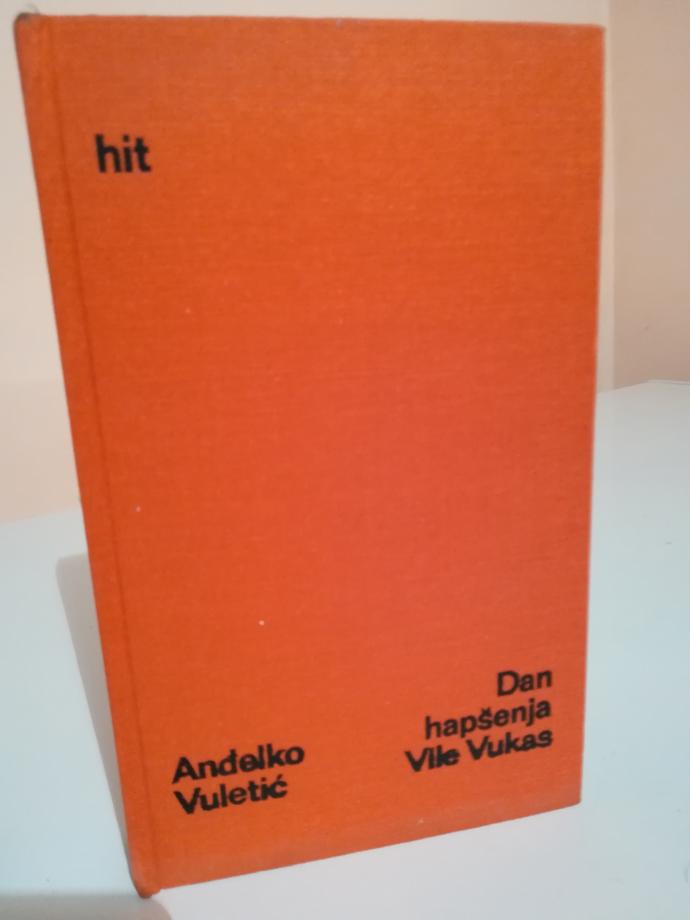 hit
Anđelko
Vuletić
Dan
hapšenja
Vile Vukas